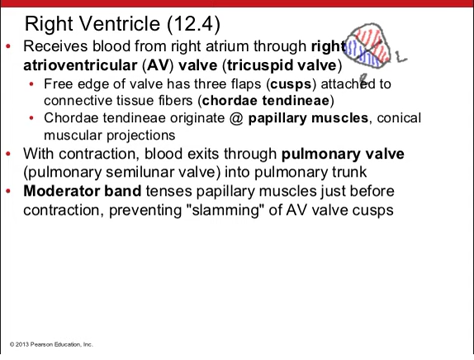 Right Ventricle (12.4)
• Receives blood from right atrium through right
atrioventricular (AV) valve (tricuspid valve)
• Free edge of valve has three flaps (cusps) attached to
connective tissue fibers (chordae tendineae)
• Chordae tendineae originate @ papillary muscles, conical
muscular projections
• With contraction, blood exits through pulmonary valve
(pulmonary semilunar valve) into pulmonary trunk
• Moderator band tenses papillary muscles just before
contraction, preventing "slamming" of AV valve cusps
L
© 2013 Pearson Education, Inc.